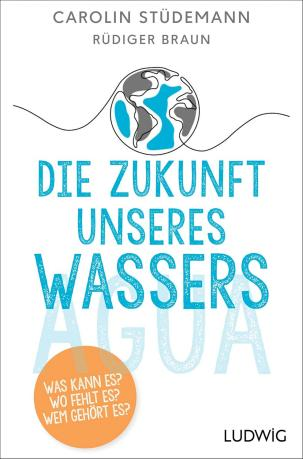 CAROLIN STÜDEMANN
RÜDIGER BRAUN
DIE ZUKUNFT
UNSERES
WASSERS
AGUA
WAS KANN ES?
WO FEHLT ES?
WEM GEHÖRT ES?
LUDWiG